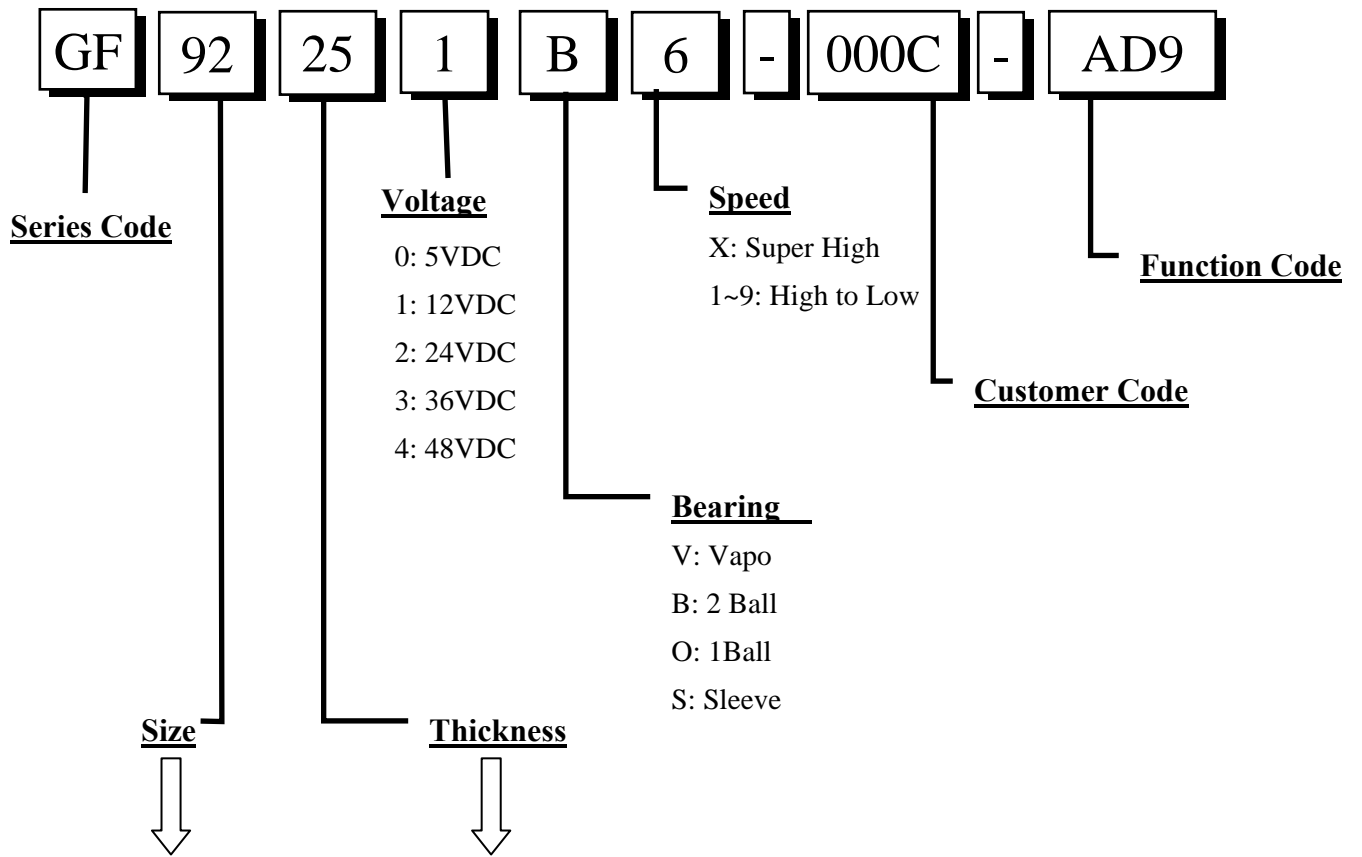 GF 92 25 1 B 6 - 000C - AD9
Series Code
Voltage
0: 5VDC
1: 12VDC
2: 24VDC
3: 36VDC
4: 48VDC
Speed
X: Super High
1~9: High to Low
Function Code
Customer Code
Bearing
V: Vapo
B: 2 Ball
O: 1Ball
S: Sleeve
Size
Thickness